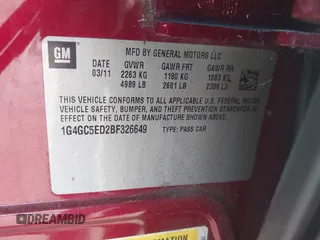 GM
MFD BY GENERAL MOTORS LLC
03/11
GVWR GAWR FRT GAWR RR
2263 KG 1180 KG 1083 KG
4989 LB 2601 LB 2388 LB
THIS VEHICLE CONFORMS TO ALL APPLICABLE U.S. FEDERAL MOTOR
VEHICLE SAFETY, BUMPER, AND THEFT PREVENTION STANDARDS IN
EFFECT ON THE DATE OF MANUFACTURE SHOWN ABOVE.
1G4GC5ED2BF326649 TYPE: PASS CAR
DREAMBID